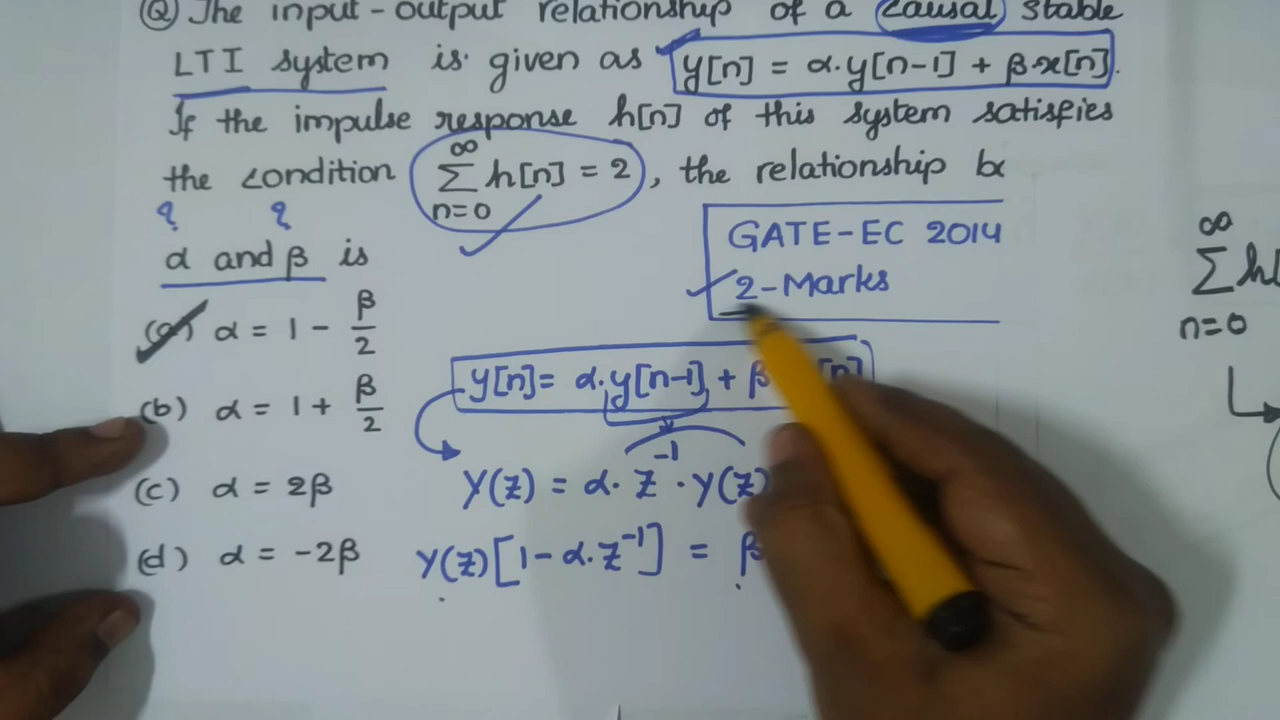 Q The input-output relationship of a causal stable
LTI system is given as y[n] = α.y[n-1] + β.x[n].
If the impulse response h[n] of this system satisfies
the condition ∞ Σ n=0 h[n] = 2, the relationship be
? ?
α and β is
GATE-EC 2014
2-Marks
(a) α = 1 - β/2
(b) α = 1 + β/2
(c) α = 2β
(d) α = -2β
y[n] = α.y[n-1] + β [n]
Y(z) = α. z⁻¹ . Y(z)
Y(z)[1 - α.z⁻¹] = β
∞
Σ h[
n=0